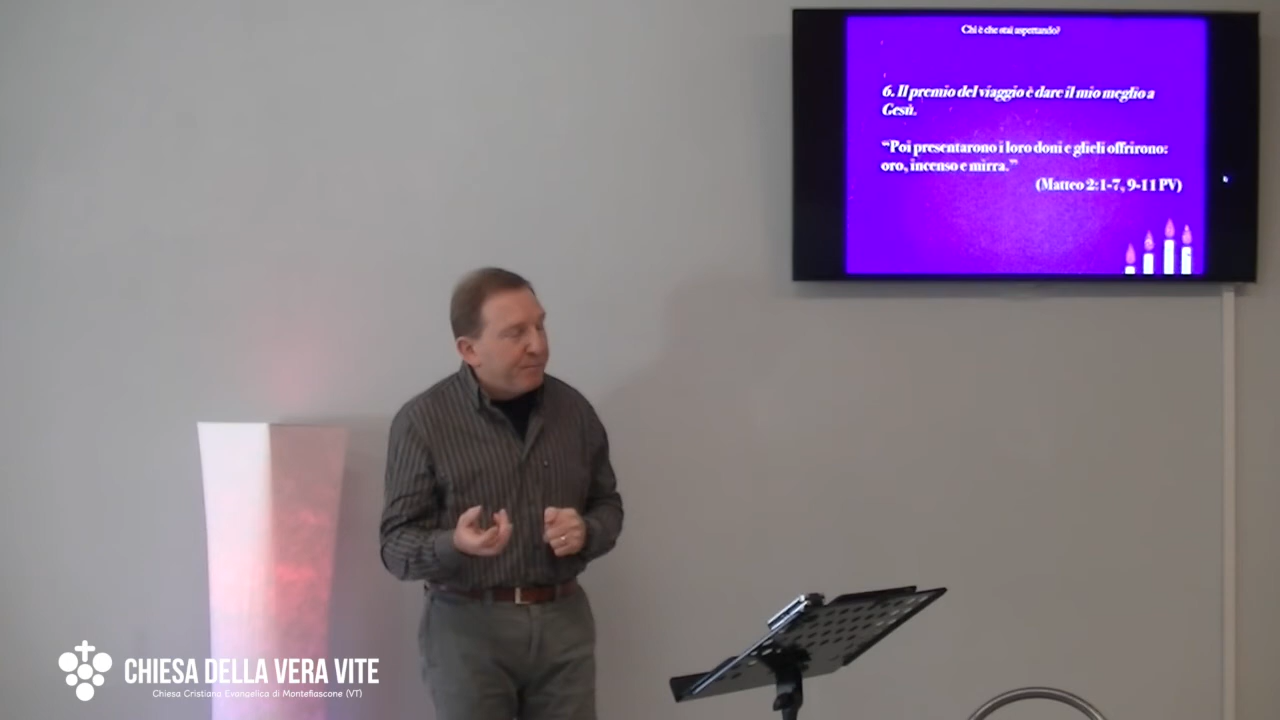 Chi è che stai aspettando?
6. Il premio del viaggio è dare il mio meglio a
Gesù.
“Poi presentarono i loro doni e glieli offrirono:
oro, incenso e mirra.”
(Matteo 2:1-7, 9-11 PV)
CHIESA DELLA VERA VITE
Chiesa Cristiana Evangelica di Montefiascone (VT)